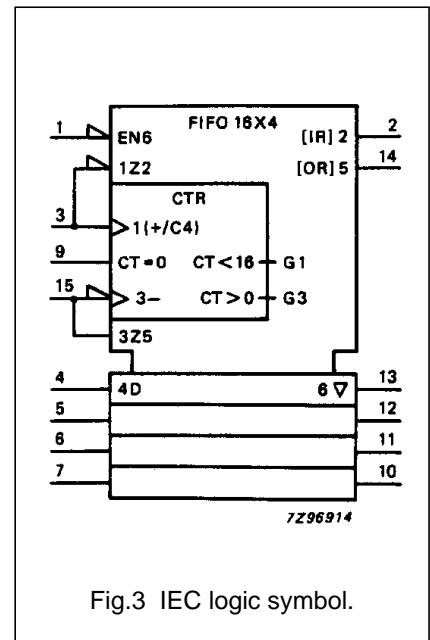 FIFO 16X4
1 EN6 [IR] 2 2
1Z2 [OR] 5 14
CTR
3 1(+/C4)
9 CT=0 CT<16 G1
15 3− CT>0 G3
3Z5
4 4D 6 ▽ 13
5 12
6 11
7 10
7Z96914
Fig.3 IEC logic symbol.